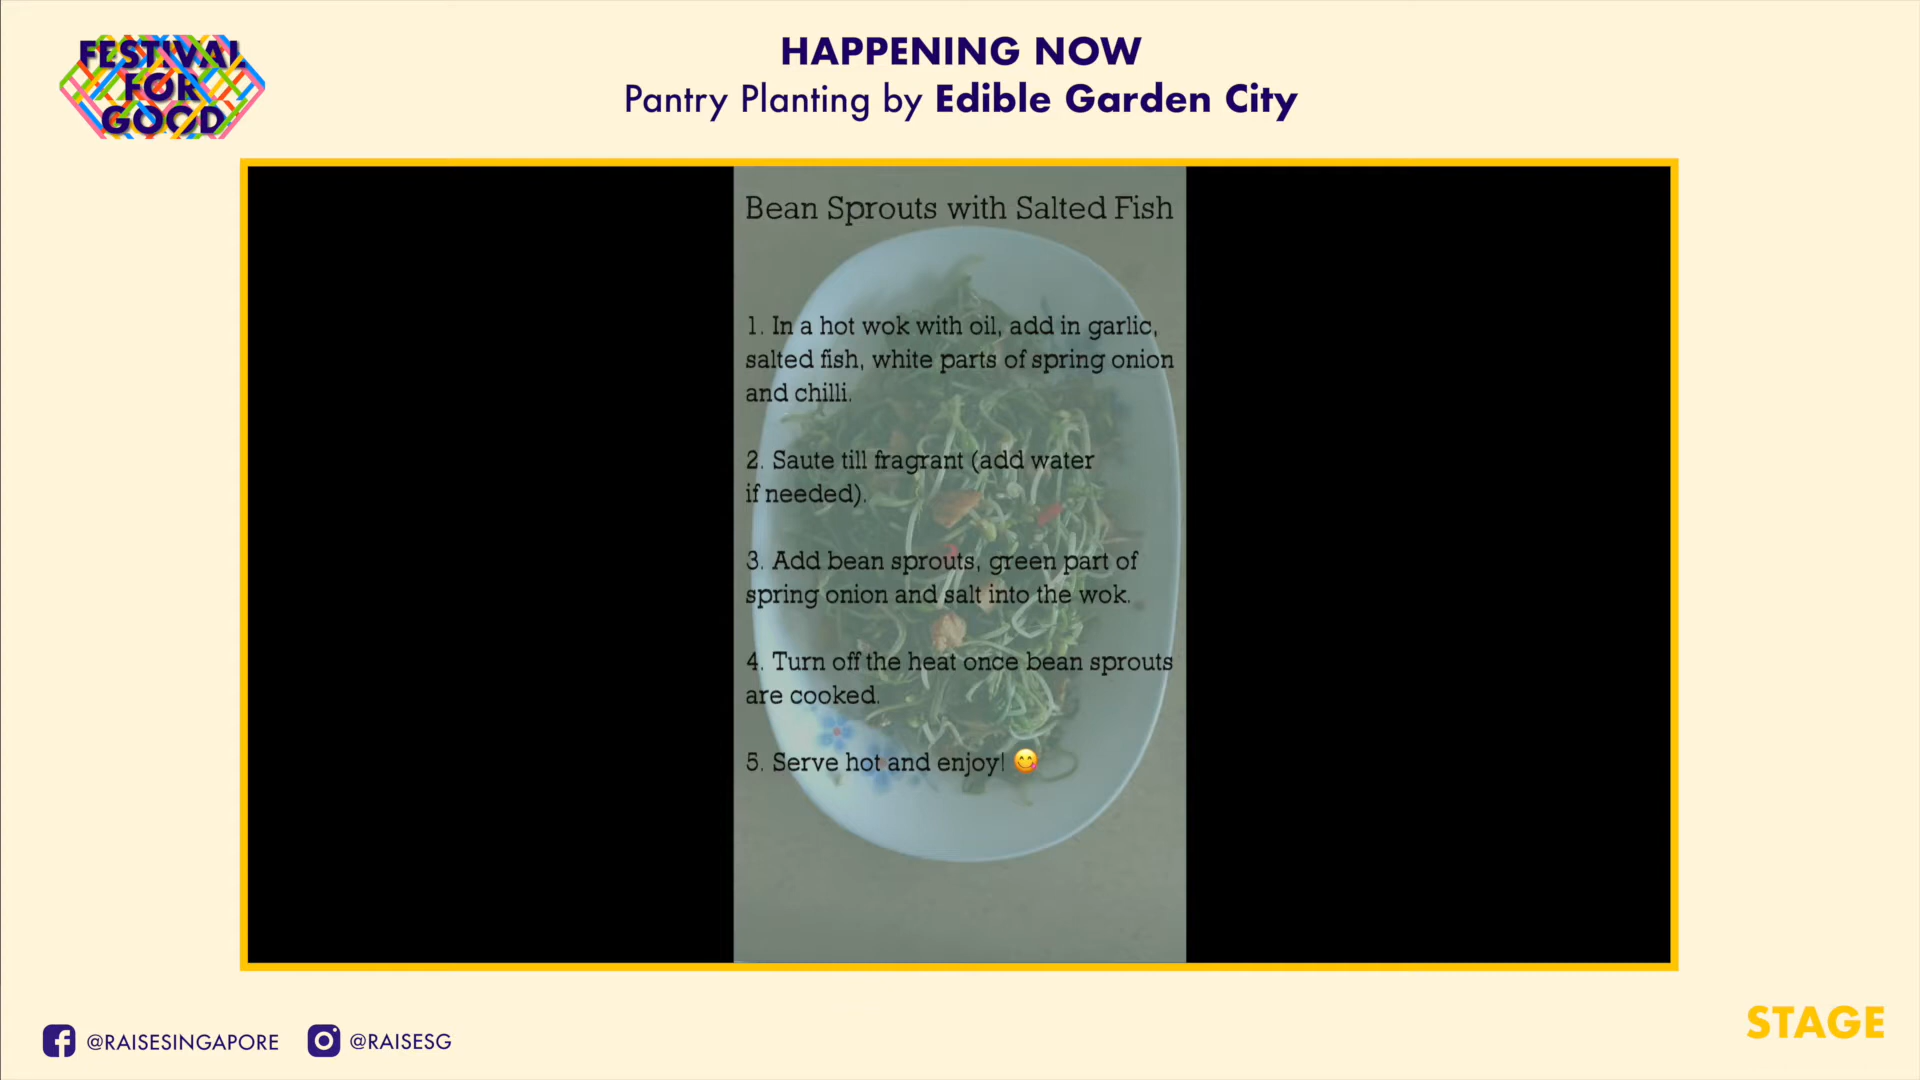 FESTIVAL
FOR
GOOD
HAPPENING NOW
Pantry Planting by Edible Garden City
Bean Sprouts with Salted Fish
1. In a hot wok with oil, add in garlic,
salted fish, white parts of spring onion
and chilli.
2. Saute till fragrant (add water
if needed).
3. Add bean sprouts, green part of
spring onion and salt into the wok.
4. Turn off the heat once bean sprouts
are cooked.
5. Serve hot and enjoy! 😋
@RAISESINGAPORE
@RAISESG
STAGE